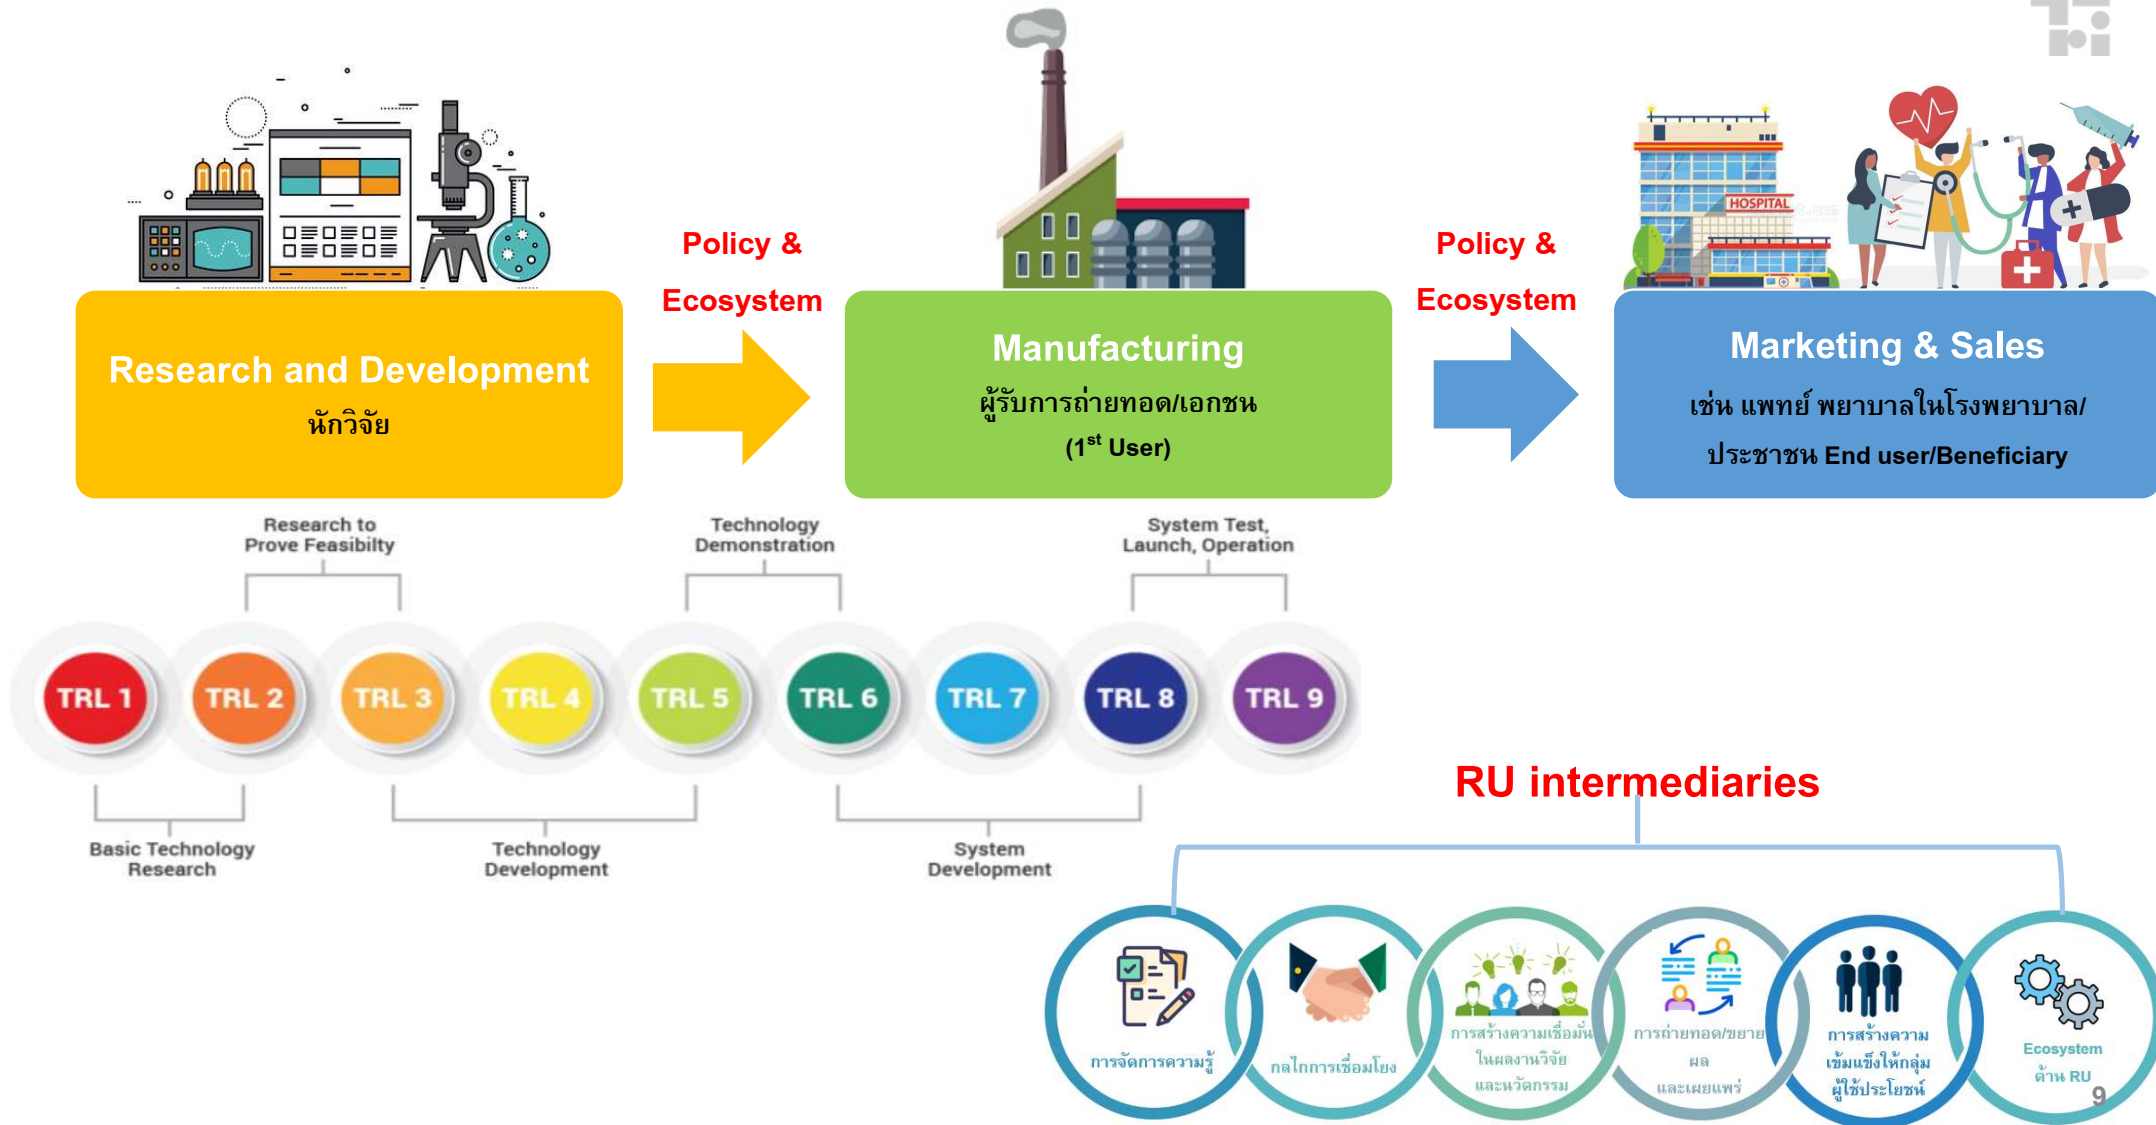 HOSPITAL
Policy &
Ecosystem
Policy &
Ecosystem
Research and Development
นักวิจัย
Manufacturing
ผู้รับการถ่ายทอด/เอกชน
(1st User)
Marketing & Sales
เช่น แพทย์ พยาบาลในโรงพยาบาล/
ประชาชน End user/Beneficiary
Research to
Prove Feasibilty
Technology
Demonstration
System Test,
Launch, Operation
TRL 1
TRL 2
TRL 3
TRL 4
TRL 5
TRL 6
TRL 7
TRL 8
TRL 9
Basic Technology
Research
Technology
Development
System
Development
RU intermediaries
การจัดการความรู้
กลไกการเชื่อมโยง
การสร้างความเชื่อมั่น
ในผลงานวิจัย
และนวัตกรรม
การถ่ายทอด/ขยาย
ผล
และเผยแพร่
การสร้างความ
เข้มแข็งให้กลุ่ม
ผู้ใช้ประโยชน์
Ecosystem
ด้าน RU
9